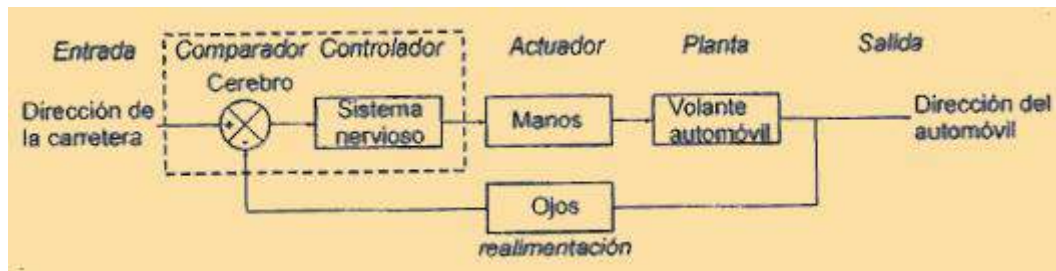 Entrada Comparador Controlador Actuador Planta Salida
Cerebro
Dirección de
la carretera
+
-
Sistema
nervioso
Manos
Volante
automóvil
Dirección del
automóvil
Ojos
realimentación